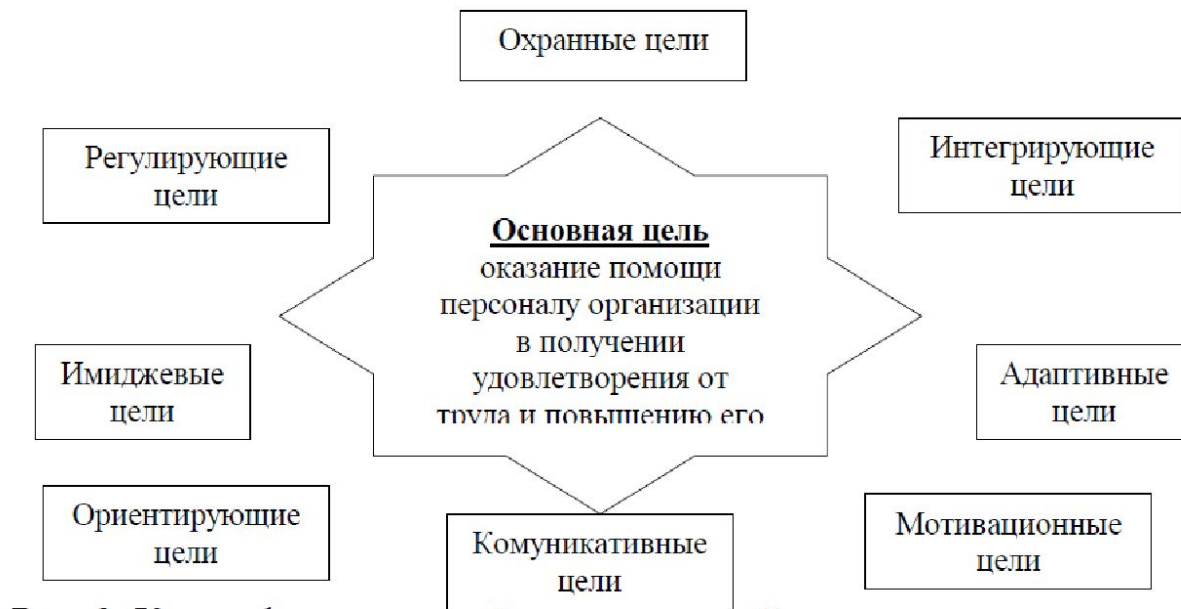 Охранные цели
Регулирующие
цели
Интегрирующие
цели
Основная цель
оказание помощи
персоналу организации
в получении
удовлетворения от
труда и повышению его
Имиджевые
цели
Адаптивные
цели
Ориентирующие
цели
Комуникативные
цели
Мотивационные
цели